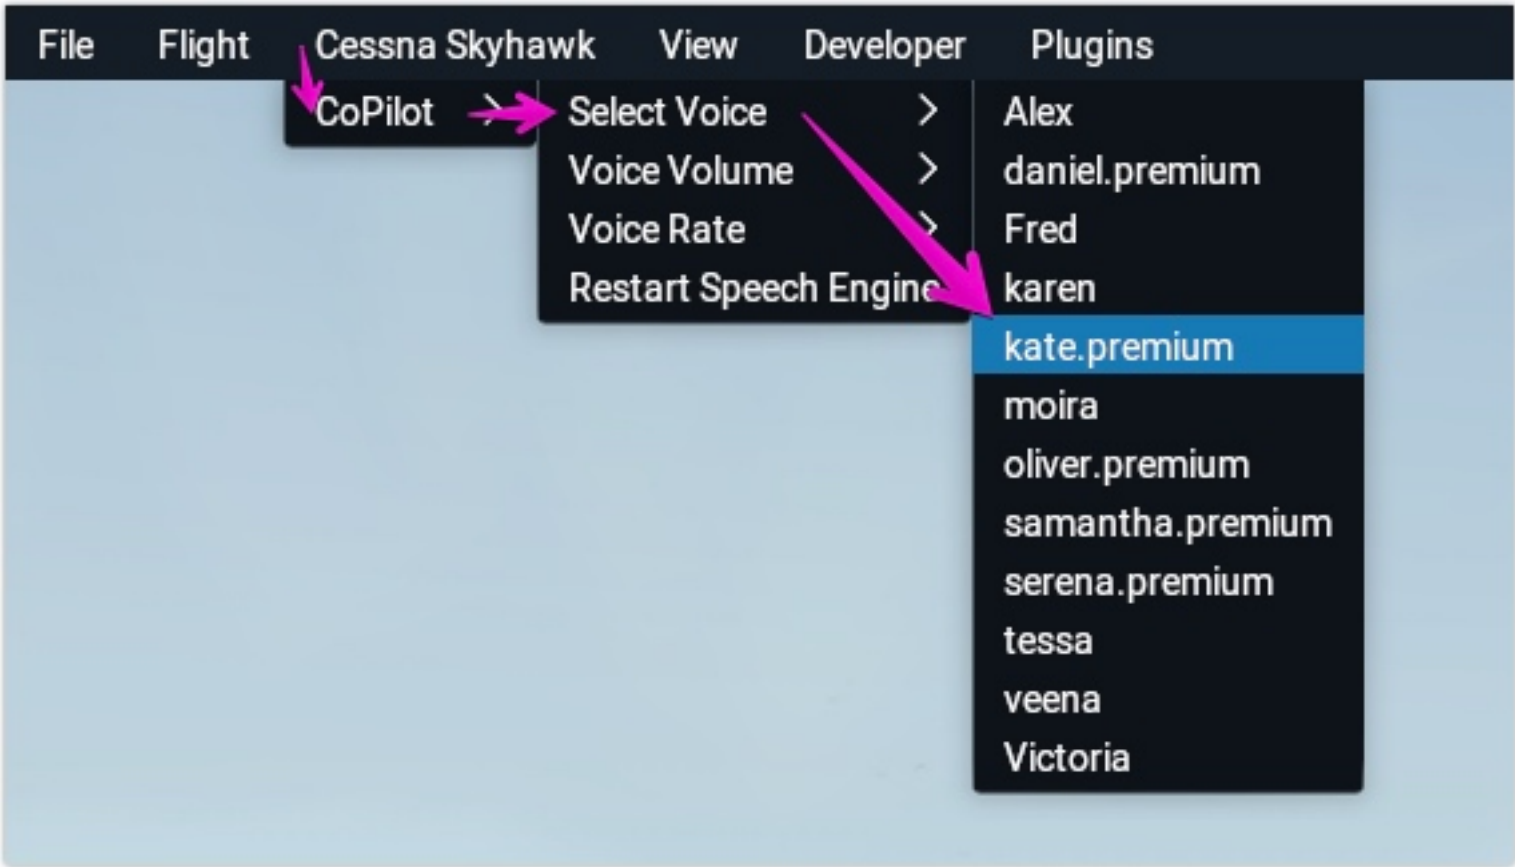 File Flight Cessna Skyhawk View Developer Plugins
CoPilot
Select Voice
Voice Volume
Voice Rate
Restart Speech Engine
Alex
daniel.premium
Fred
karen
kate.premium
moira
oliver.premium
samantha.premium
serena.premium
tessa
veena
Victoria